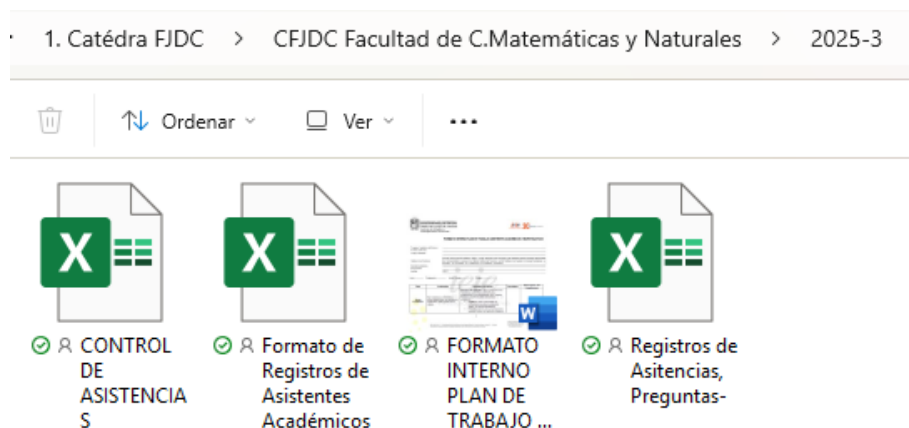 1. Catédra FJDC > CFJDC Facultad de C.Matemáticas y Naturales > 2025-3
Ordenar Ver ...
CONTROL
DE
ASISTENCIA
S
Formato de
Registros de
Asistentes
Académicos
FORMATO
INTERNO
PLAN DE
TRABAJO ...
Registros de
Asitencias,
Preguntas-